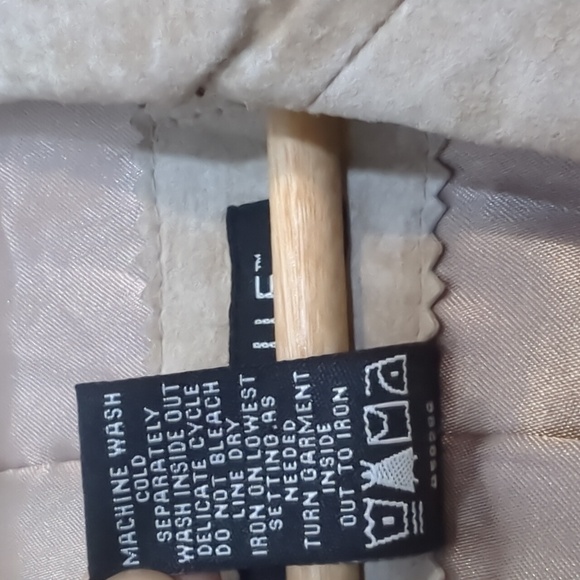 MACHINE WASH
COLD
SEPARATELY
WASH INSIDE OUT
DELICATE CYCLE
DO NOT BLEACH
LINE DRY
IRON ON LOWEST
SETTING.AS
NEEDED
TURN GARMENT
INSIDE
OUT TO IRON